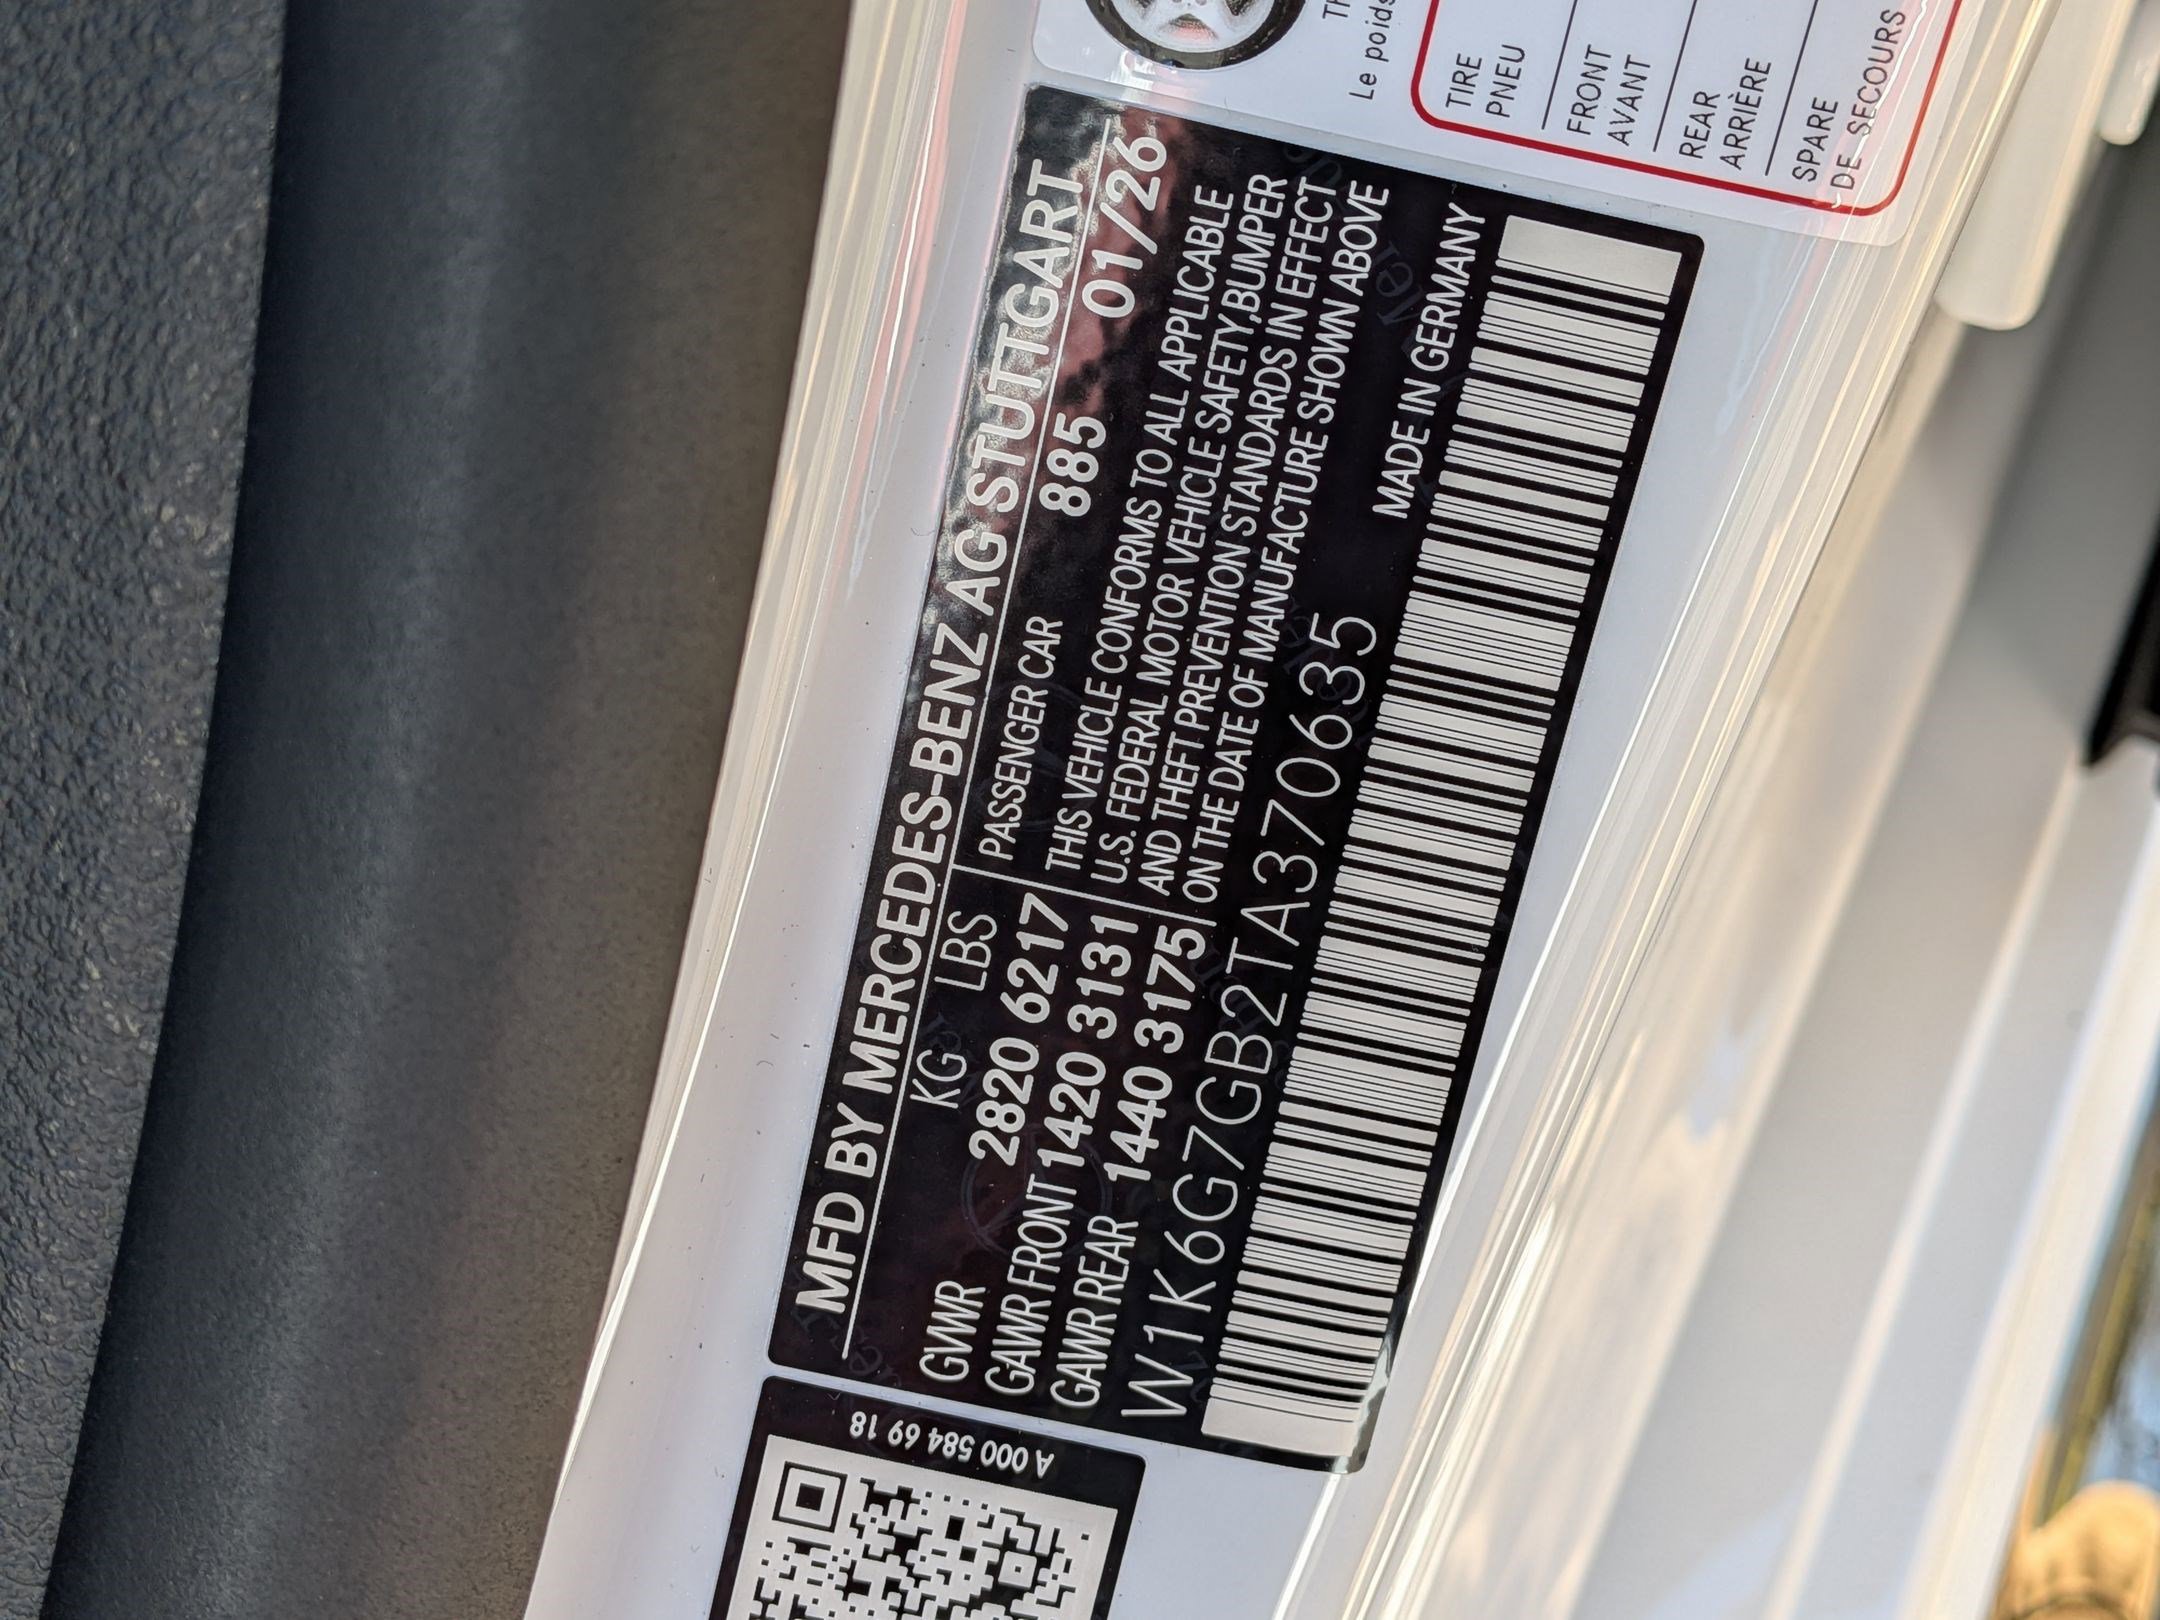 MFD BY MERCEDES-BENZ AG STUTTGART
KG LBS
GVWR 2820 6217
GAWR FRONT 1420 3131
GAWR REAR 1440 3175
PASSENGER CAR 885 01/26
THIS VEHICLE CONFORMS TO ALL APPLICABLE
U.S. FEDERAL MOTOR VEHICLE SAFETY,BUMPER
AND THEFT PREVENTION STANDARDS IN EFFECT
ON THE DATE OF MANUFACTURE SHOWN ABOVE
W1K6G7GB2TA370635
MADE IN GERMANY
A 000 584 69 18
Le poids
TIRE
PNEU
FRONT
AVANT
REAR
ARRIÈRE
SPARE
DE SECOURS